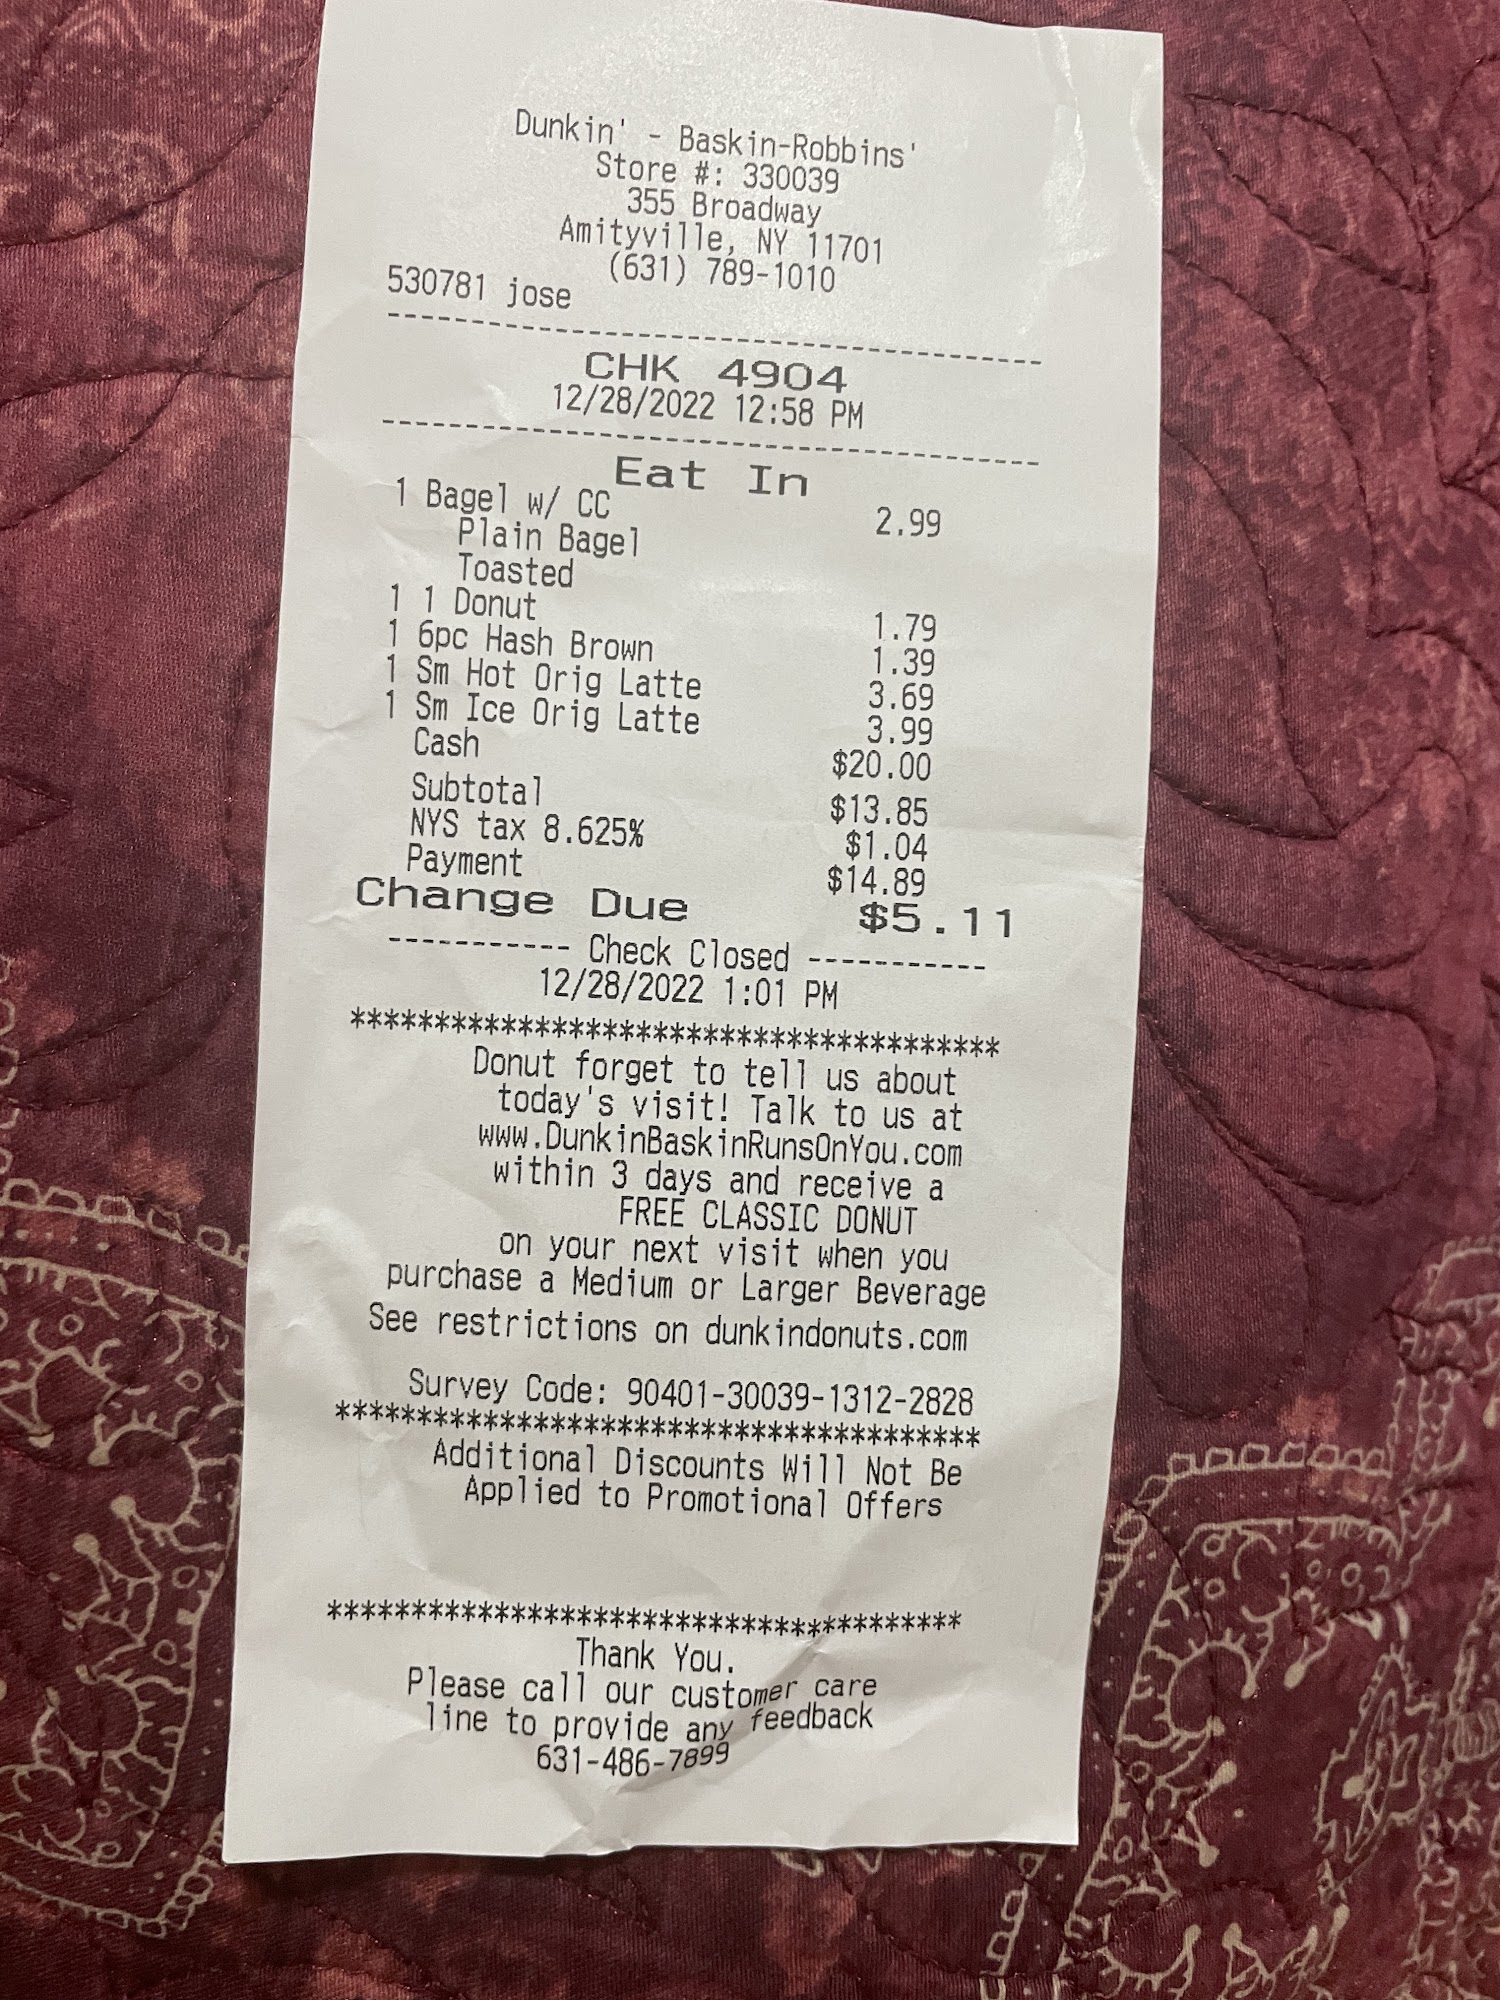 Dunkin' - Baskin-Robbins'
Store #: 330039
355 Broadway
Amityville, NY 11701
(631) 789-1010
530781 jose
----------------------------------------
CHK 4904
12/28/2022 12:58 PM
----------------------------------------
Eat In
1 Bagel w/ CC 2.99
Plain Bagel
Toasted
1 1 Donut 1.79
1 6pc Hash Brown 1.39
1 Sm Hot Orig Latte 3.69
1 Sm Ice Orig Latte 3.99
Cash $20.00
Subtotal $13.85
NYS tax 8.625% $1.04
Payment $14.89
Change Due $5.11
----------- Check Closed -----------
12/28/2022 1:01 PM
***************************************
Donut forget to tell us about
today's visit! Talk to us at
www.DunkinBaskinRunsOnYou.com
within 3 days and receive a
FREE CLASSIC DONUT
on your next visit when you
purchase a Medium or Larger Beverage
See restrictions on dunkindonuts.com
Survey Code: 90401-30039-1312-2828
***************************************
Additional Discounts Will Not Be
Applied to Promotional Offers
***************************************
Thank You.
Please call our customer care
line to provide any feedback
631-486-7899